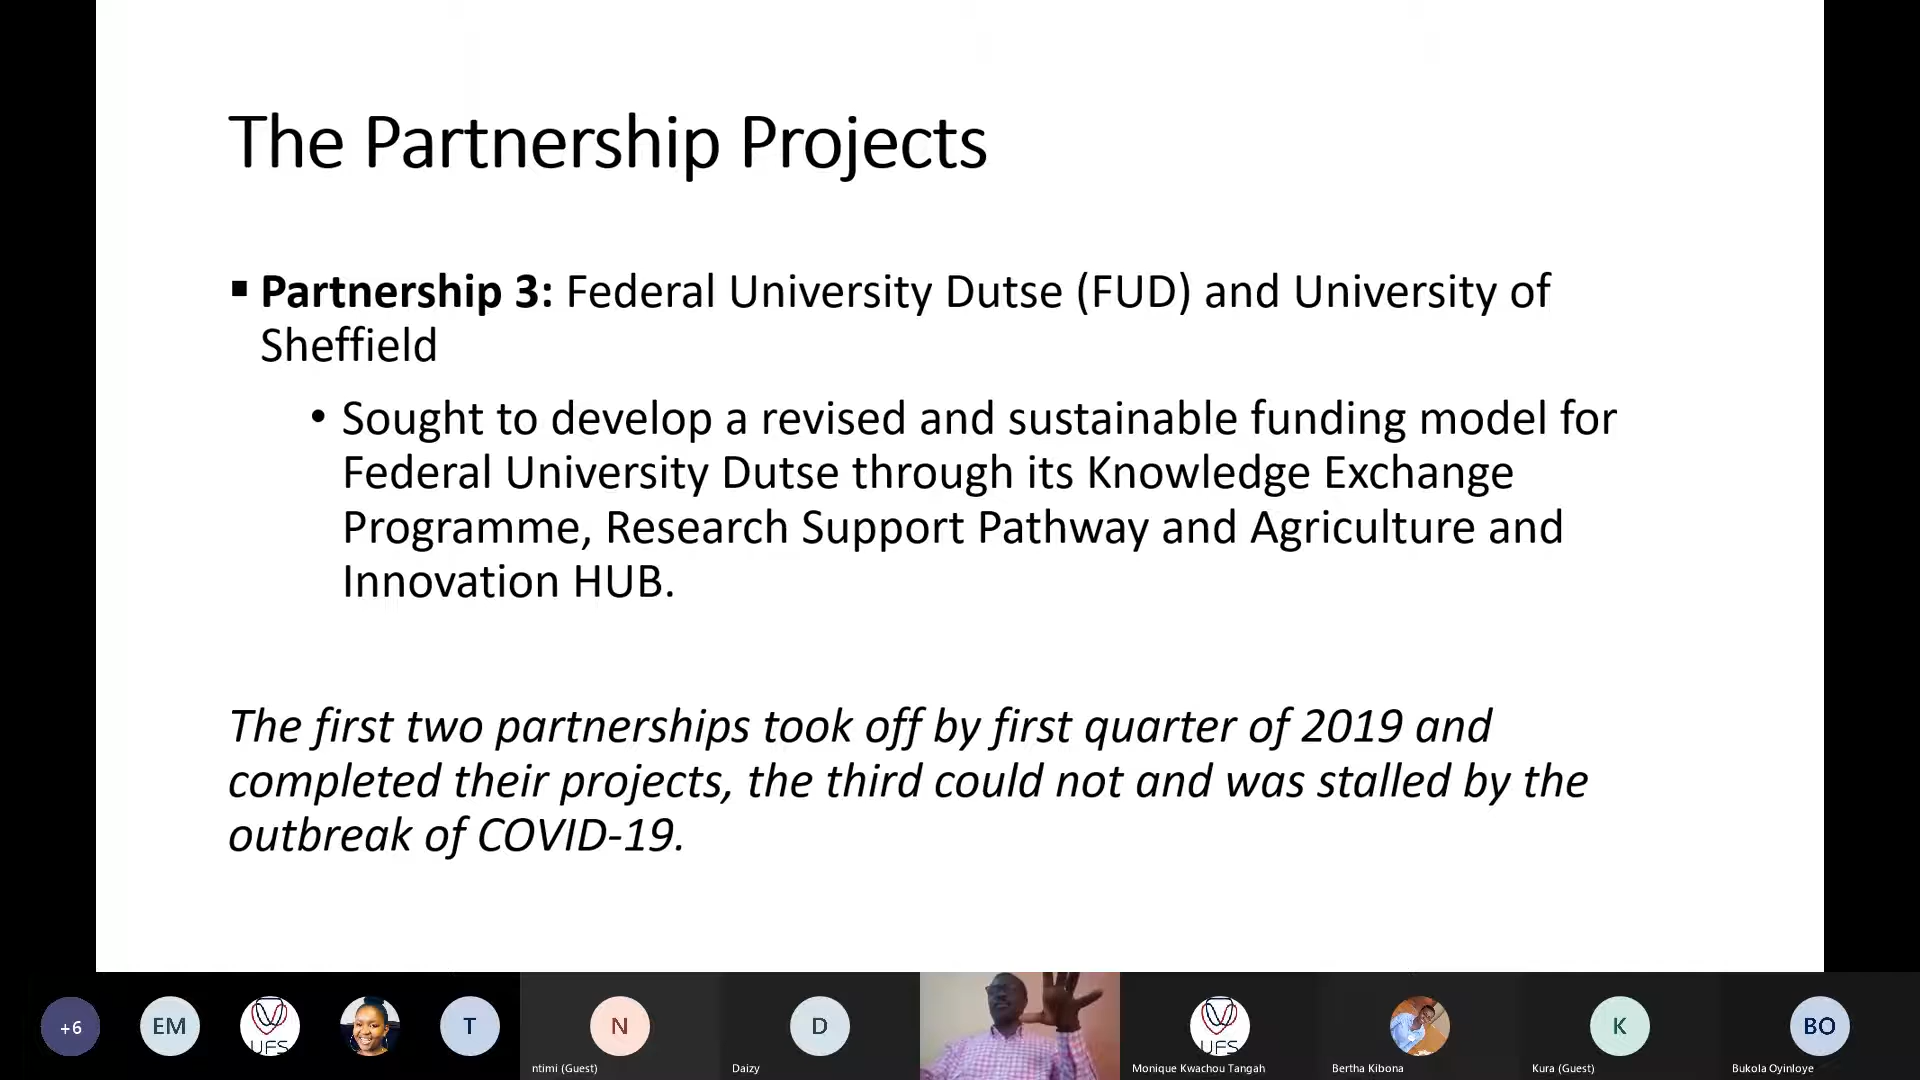 The Partnership Projects
▪ Partnership 3: Federal University Dutse (FUD) and University of
Sheffield
• Sought to develop a revised and sustainable funding model for
Federal University Dutse through its Knowledge Exchange
Programme, Research Support Pathway and Agriculture and
Innovation HUB.
The first two partnerships took off by first quarter of 2019 and
completed their projects, the third could not and was stalled by the
outbreak of COVID-19.
+6
EM
UFS
T
N
ntimi (Guest)
D
Daizy
UFS
Monique Kwachou Tangah
Bertha Kibona
K
Kura (Guest)
BO
Bukola Oyinloye